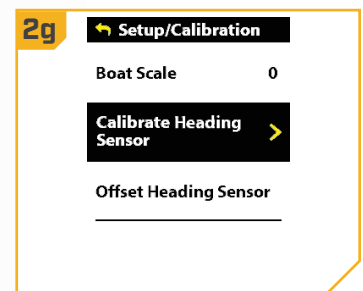 2g
Setup/Calibration
Boat Scale 0
Calibrate Heading
Sensor
Offset Heading Sensor